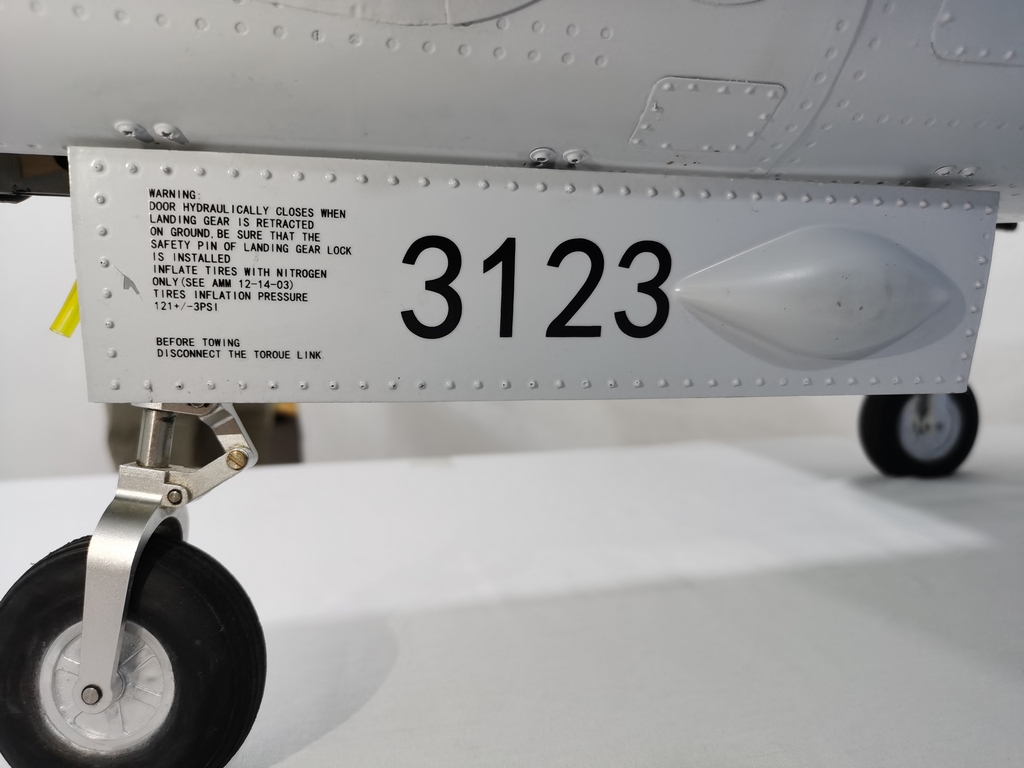 WARNING:
DOOR HYDRAULICALLY CLOSES WHEN
LANDING GEAR IS RETRACTED
ON GROUND,BE SURE THAT THE
SAFETY PIN OF LANDING GEAR LOCK
IS INSTALLED
INFLATE TIRES WITH NITROGEN
ONLY(SEE AMM 12-14-03)
TIRES INFLATION PRESSURE
121+/-3PSI
BEFORE TOWING
DISCONNECT THE TOROUE LINK
3123